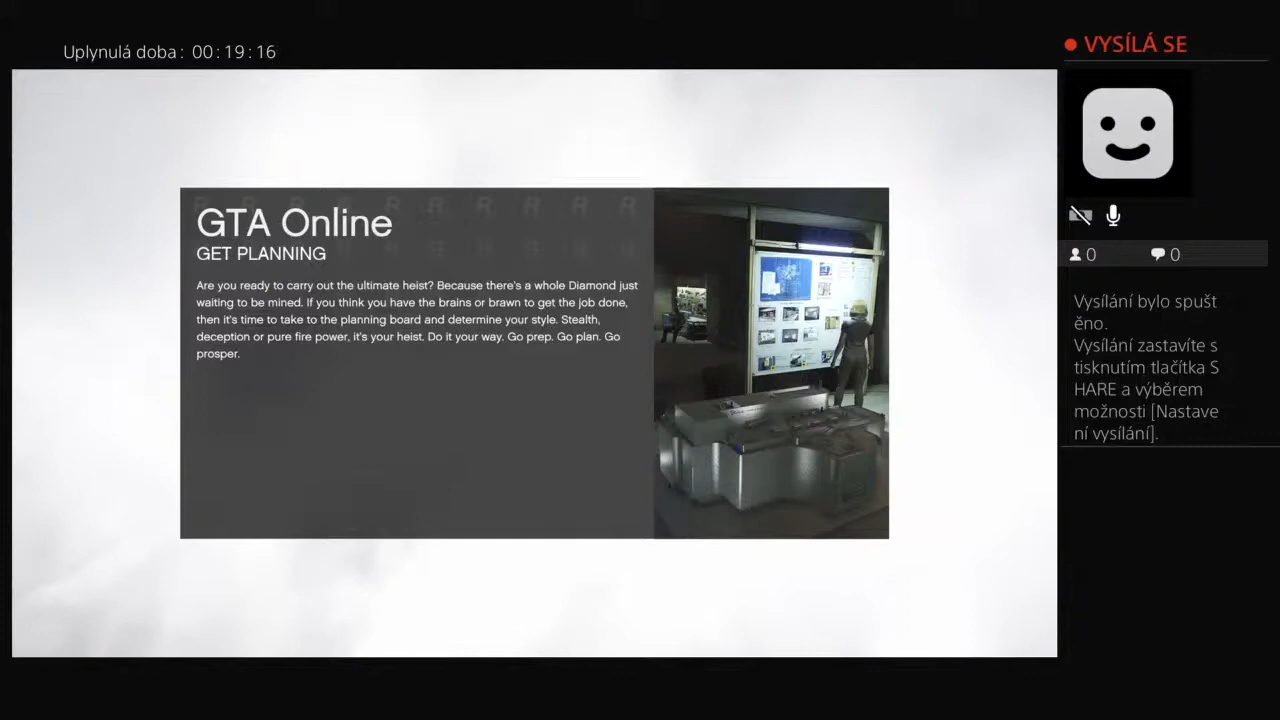 Uplynulá doba: 00:19:16
VYSÍLÁ SE
GTA Online
GET PLANNING
Are you ready to carry out the ultimate heist? Because there's a whole Diamond just
waiting to be mined. If you think you have the brains or brawn to get the job done,
then it's time to take to the planning board and determine your style. Stealth,
deception or pure fire power, it's your heist. Do it your way. Go prep. Go plan. Go
prosper.
0
0
Vysílání bylo spušt
ěno.
Vysílání zastavíte s
tisknutím tlačítka S
HARE a výběrem
možnosti [Nastave
ní vysílání].